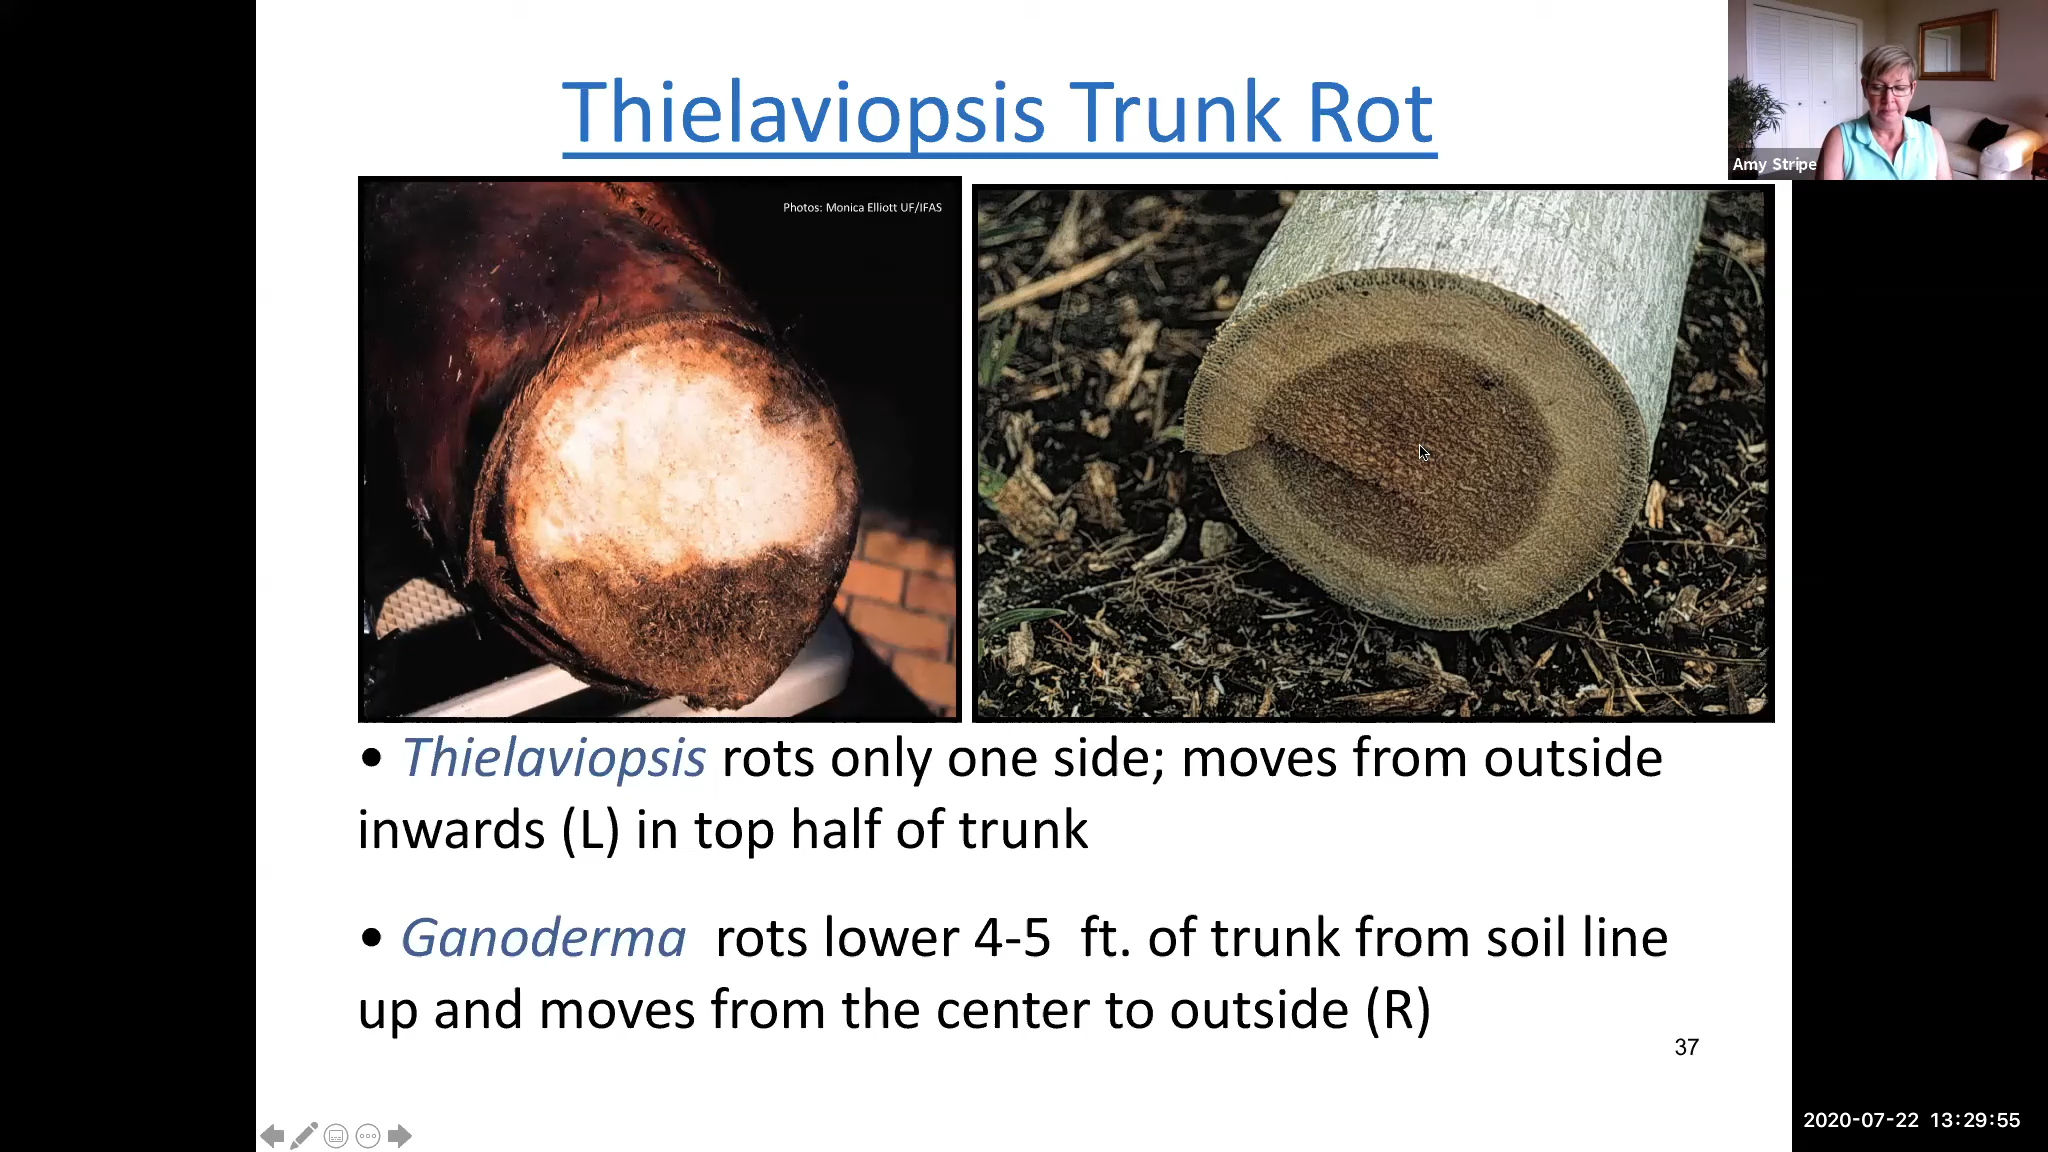 Thielaviopsis Trunk Rot
Amy Stripe
Photos: Monica Elliott UF/IFAS
• Thielaviopsis rots only one side; moves from outside
inwards (L) in top half of trunk
• Ganoderma rots lower 4-5 ft. of trunk from soil line
up and moves from the center to outside (R)
37
2020-07-22 13:29:55